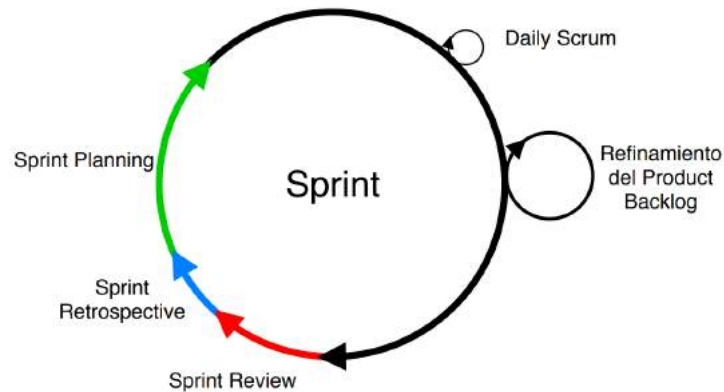 Daily Scrum
Sprint Planning
Sprint
Refinamiento
del Product
Backlog
Sprint
Retrospective
Sprint Review